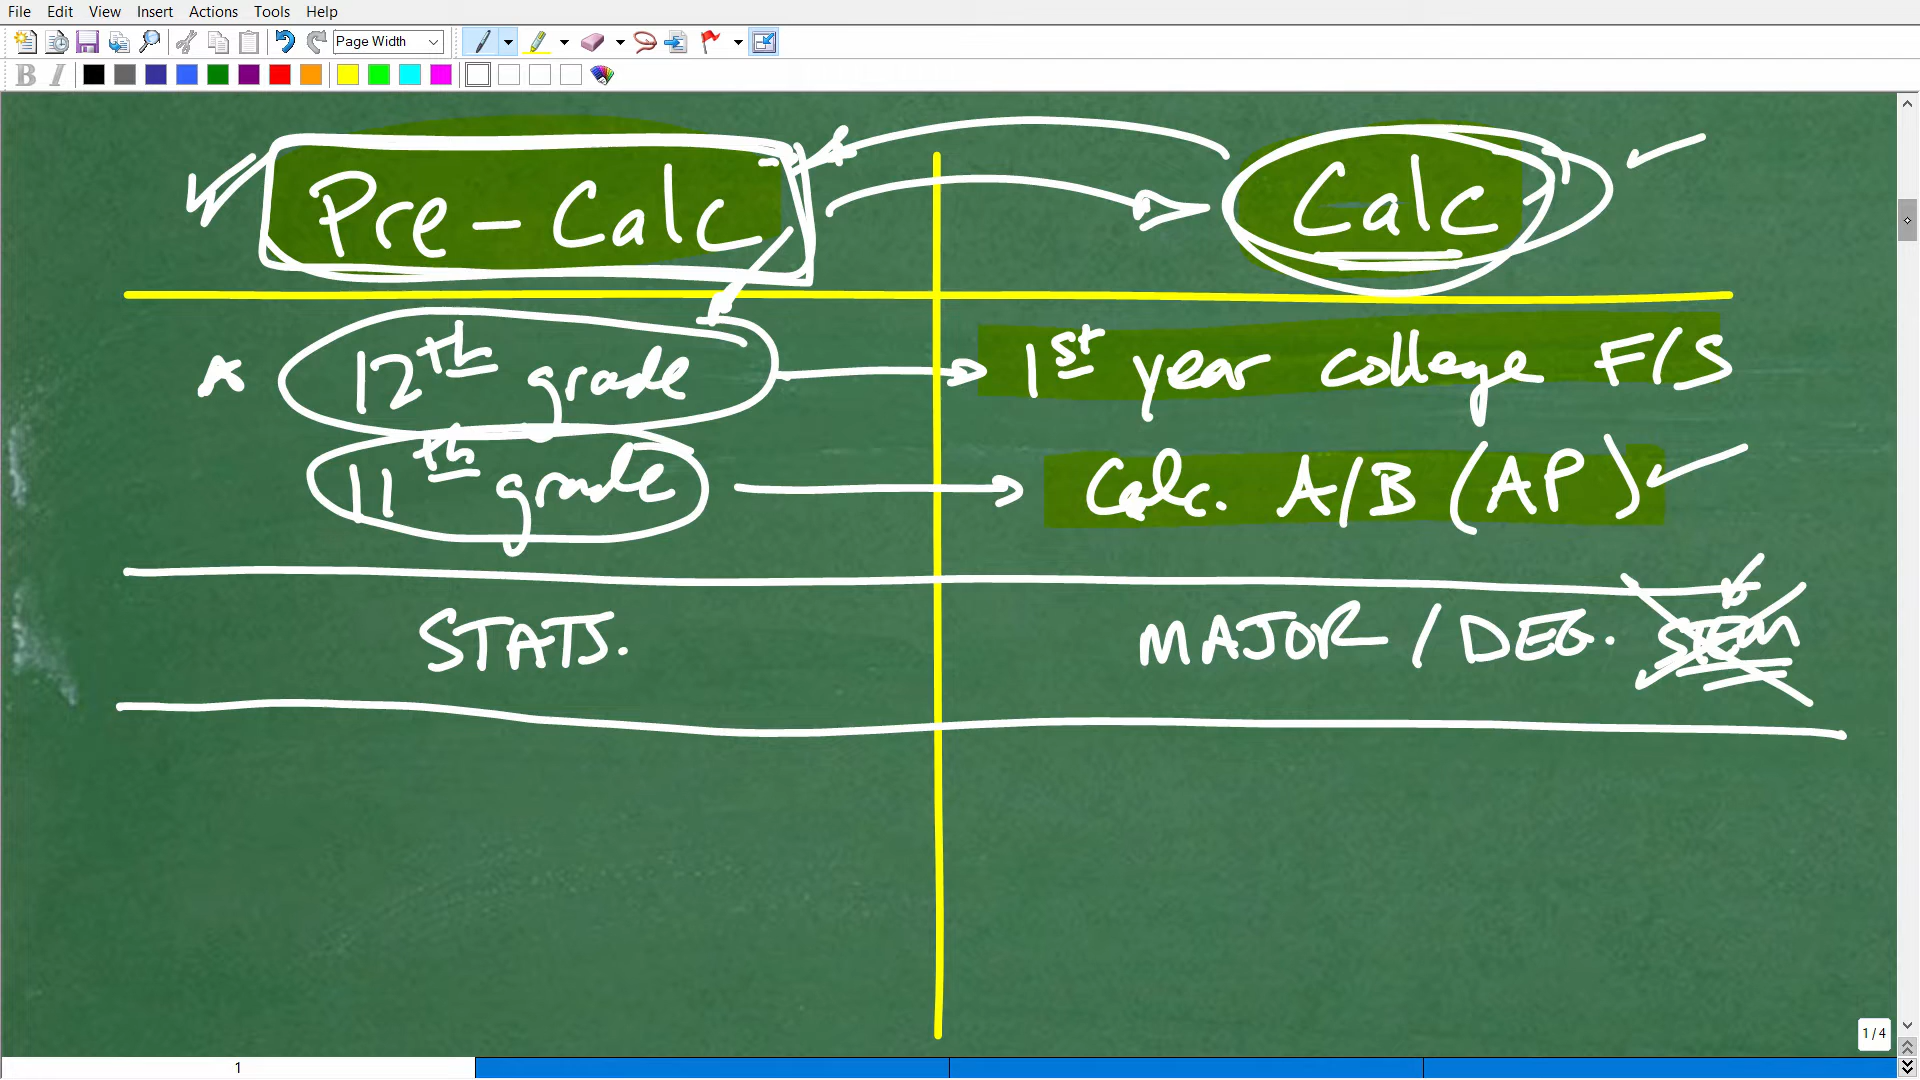 File Edit View Insert Actions Tools Help
Page Width
B I
Pre-Calc Calc
12th grade 1st year college F/S
11th grade Calc. A/B (AP)
STATS. MAJOR / DEG. STEM
1 / 4
1